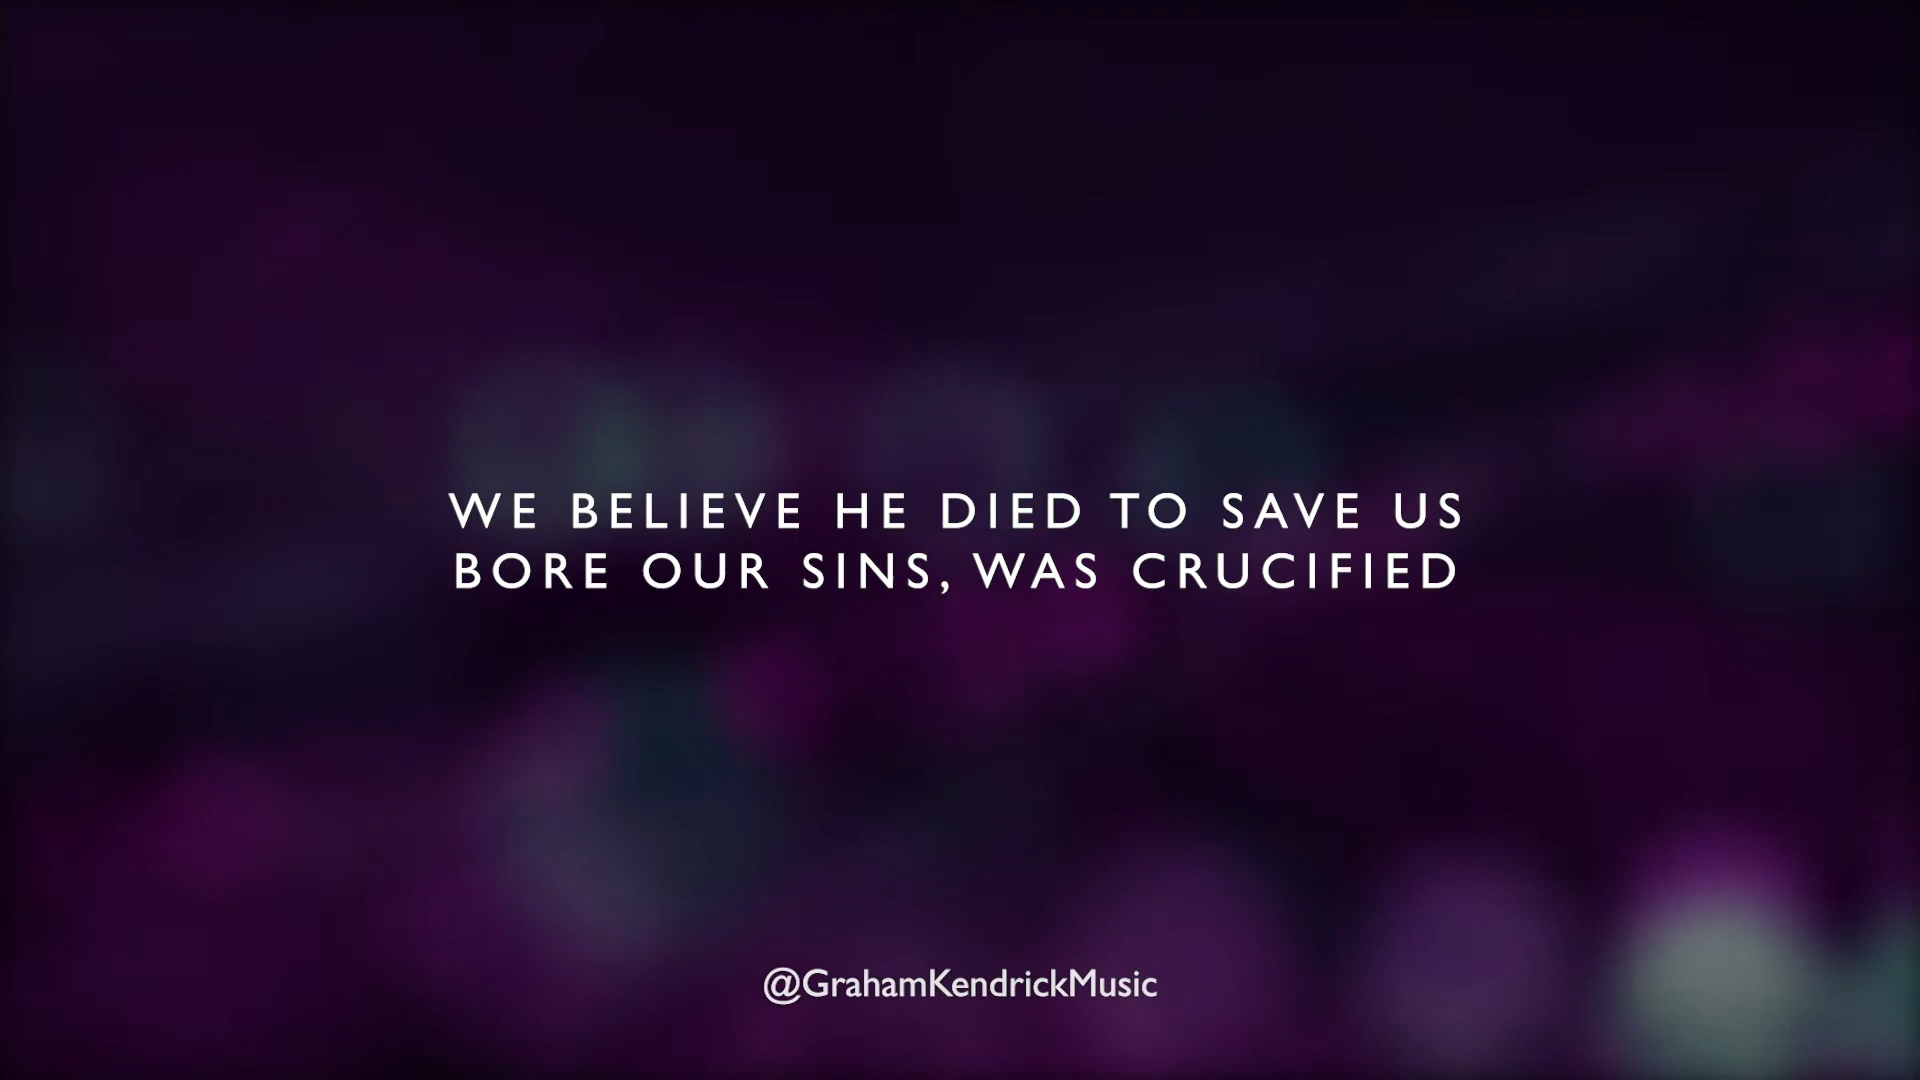 WE BELIEVE HE DIED TO SAVE US
BORE OUR SINS, WAS CRUCIFIED
@GrahamKendrickMusic